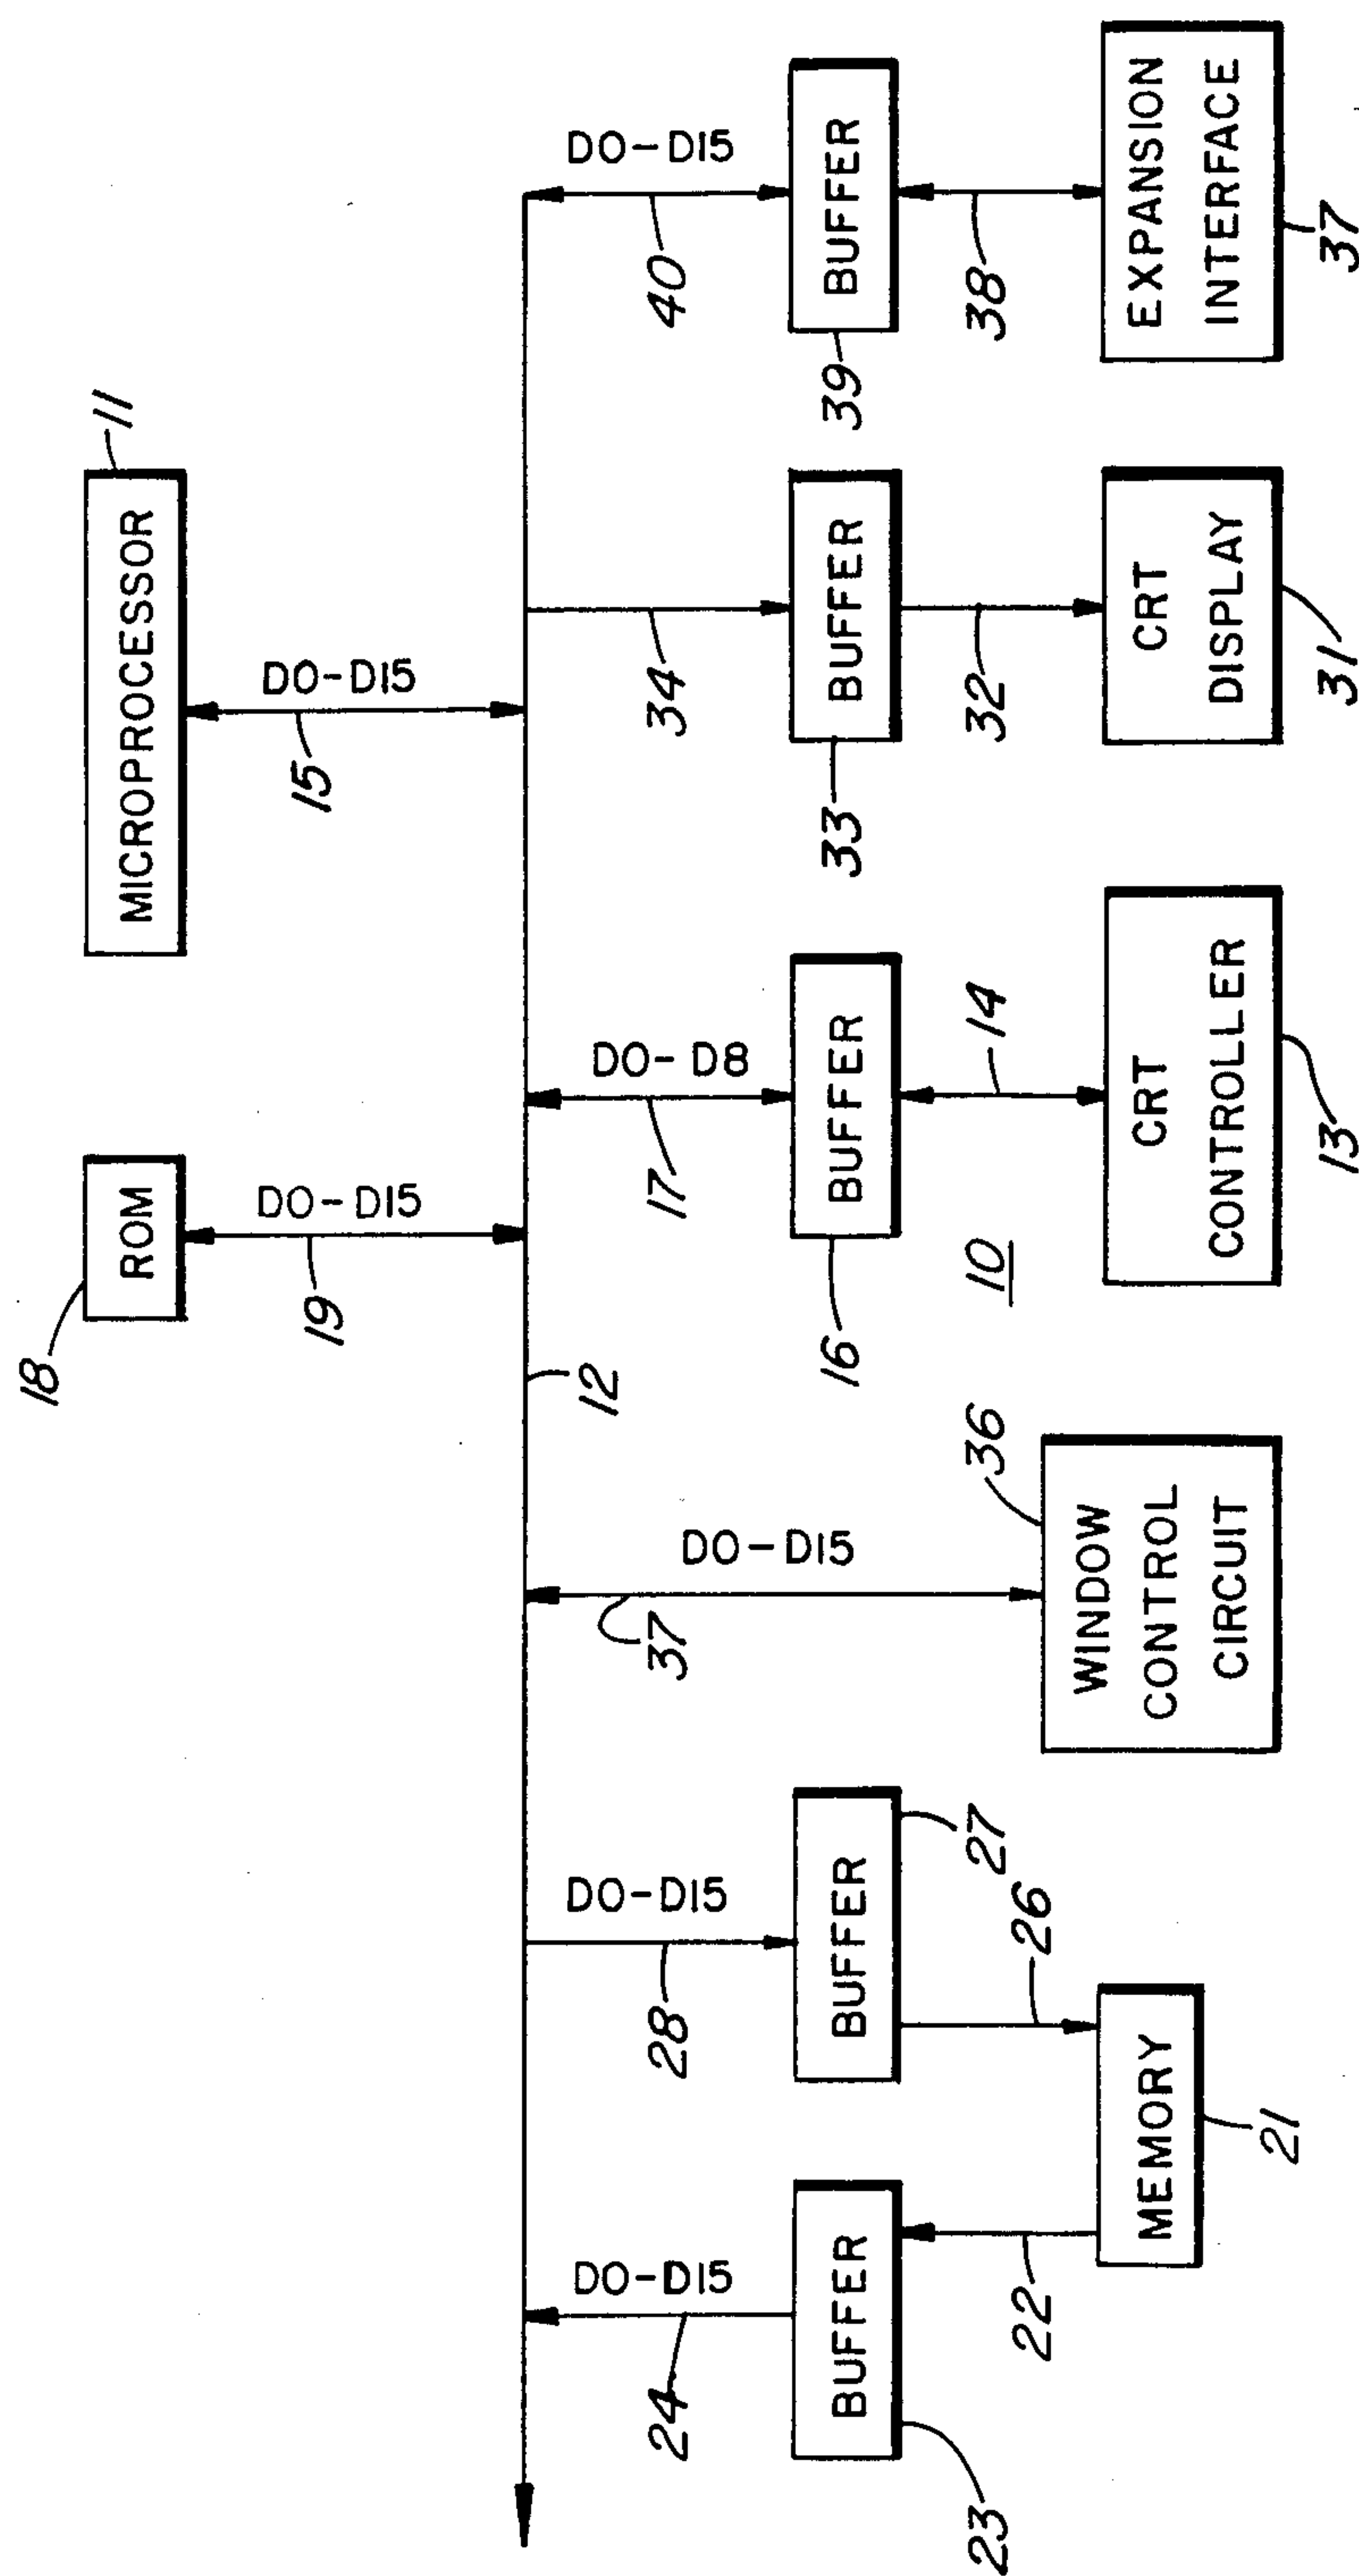 11
MICROPROCESSOR
DO-D15
15
18
ROM
DO-D15
19
12
DO-D15
24
BUFFER
23
22
MEMORY
21
DO-D15
28
BUFFER
27
26
DO-D15
37
36
WINDOW
CONTROL
CIRCUIT
DO-D8
17
BUFFER
16
10
14
CRT
CONTROLLER
13
34
BUFFER
33
32
CRT
DISPLAY
31
DO-D15
40
BUFFER
39
38
EXPANSION
INTERFACE
37